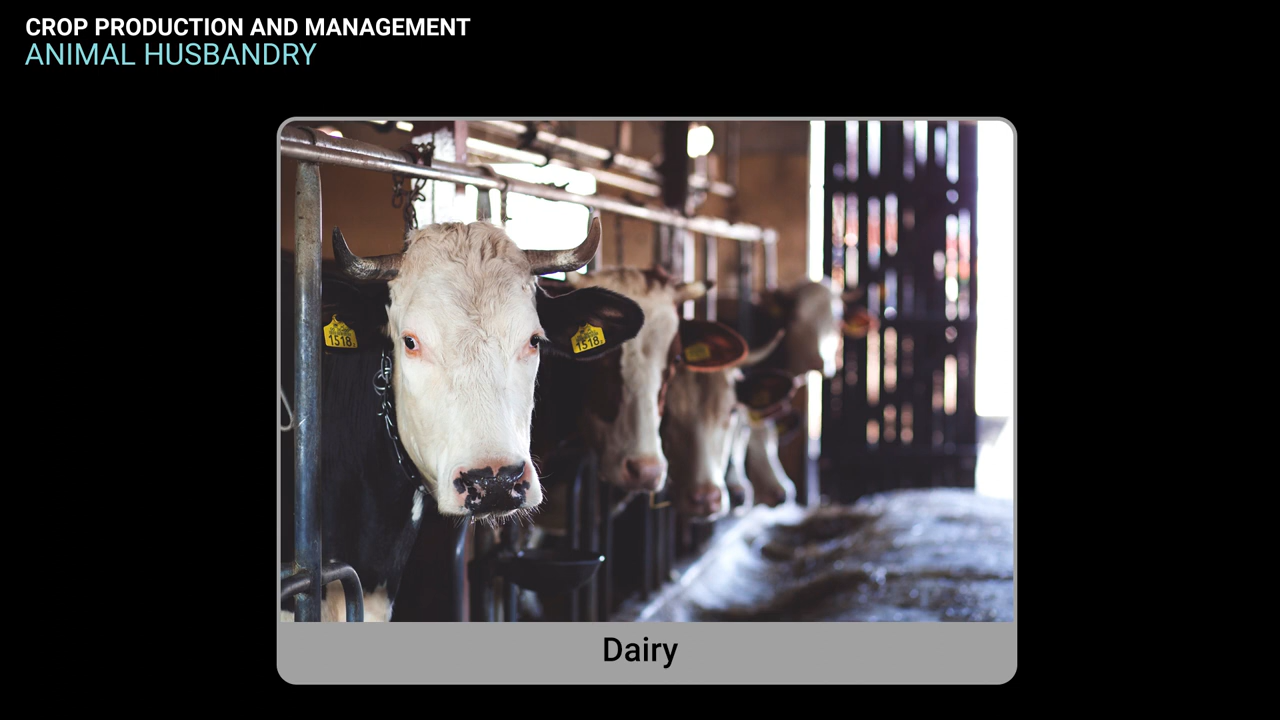 CROP PRODUCTION AND MANAGEMENT
ANIMAL HUSBANDRY
1518
1518
Dairy